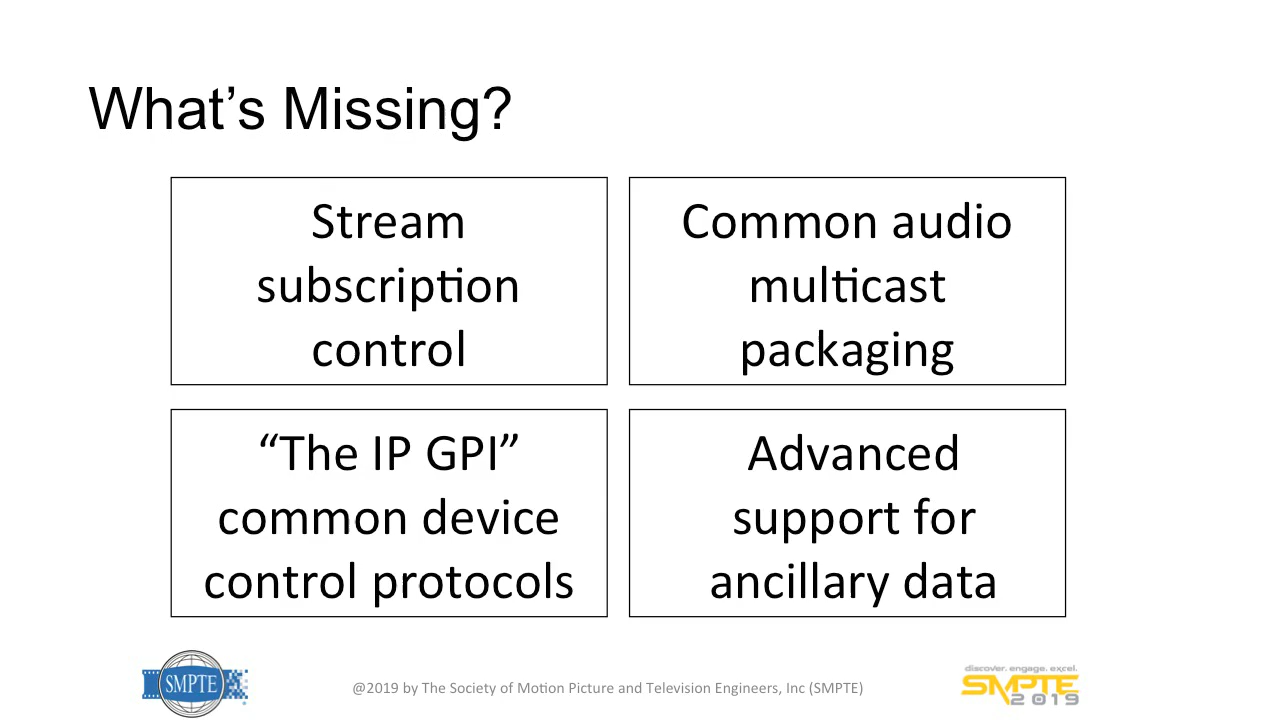 What’s Missing?
Stream
subscription
control
Common audio
multicast
packaging
“The IP GPI”
common device
control protocols
Advanced
support for
ancillary data
SMPTE
@2019 by The Society of Motion Picture and Television Engineers, Inc (SMPTE)
discover. engage. excel.
SMPTE
2019